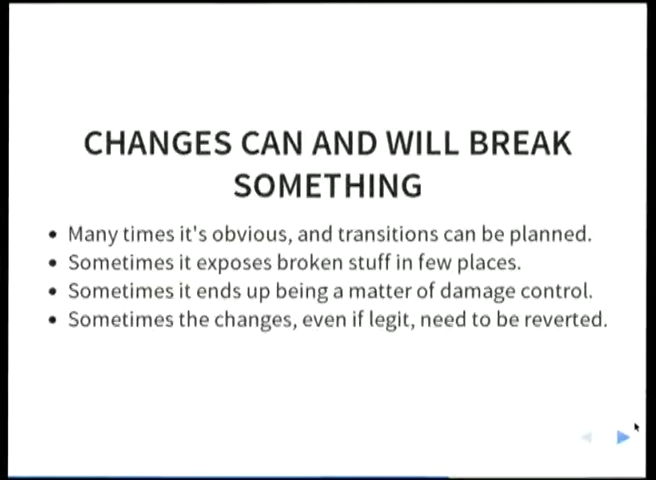 CHANGES CAN AND WILL BREAK
SOMETHING
• Many times it's obvious, and transitions can be planned.
• Sometimes it exposes broken stuff in few places.
• Sometimes it ends up being a matter of damage control.
• Sometimes the changes, even if legit, need to be reverted.